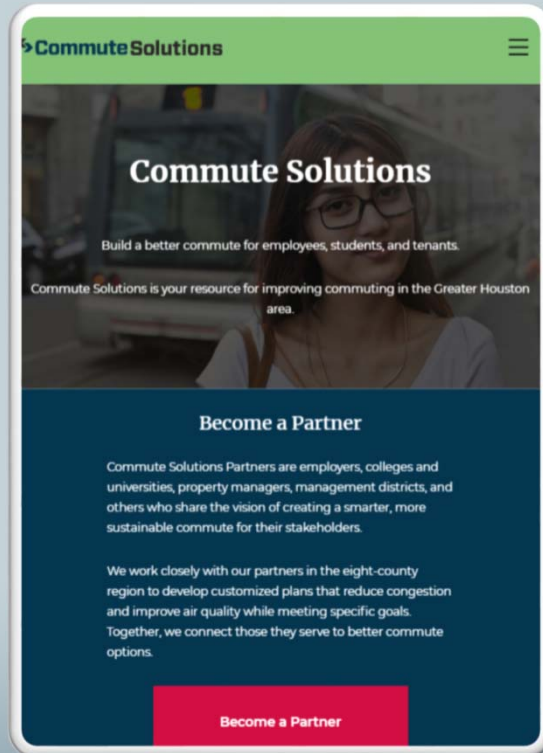 Commute Solutions
Commute Solutions
Build a better commute for employees, students, and tenants.
Commute Solutions is your resource for improving commuting in the Greater Houston
area.
Become a Partner
Commute Solutions Partners are employers, colleges and
universities, property managers, management districts, and
others who share the vision of creating a smarter, more
sustainable commute for their stakeholders.
We work closely with our partners in the eight-county
region to develop customized plans that reduce congestion
and improve air quality while meeting specific goals.
Together, we connect those they serve to better commute
options.
Become a Partner